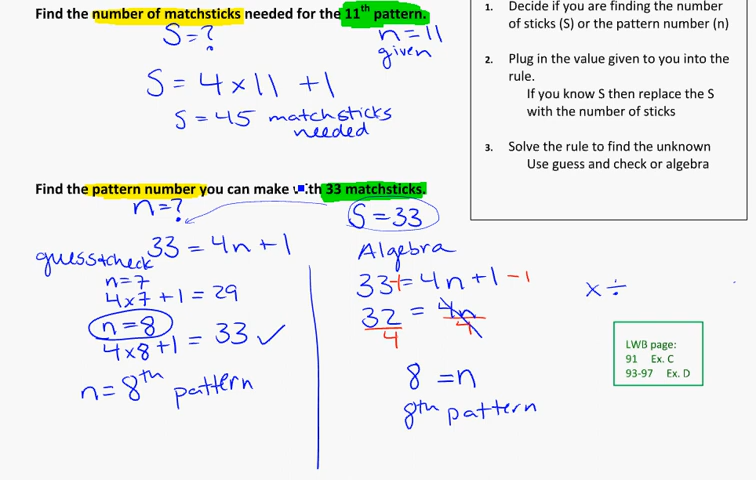 Find the number of matchsticks needed for the 11th pattern.
S = ?
n = 11
given
S = 4 × 11 + 1
S = 45 matchsticks
needed
1. Decide if you are finding the number
of sticks (S) or the pattern number (n)
2. Plug in the value given to you into the
rule.
If you know S then replace the S
with the number of sticks
3. Solve the rule to find the unknown
Use guess and check or algebra
Find the pattern number you can make with 33 matchsticks.
n = ?
S = 33
guess + check
33 = 4n + 1
n = 7
4 × 7 + 1 = 29
n = 8
4 × 8 + 1 = 33 ✓
n = 8th pattern
Algebra
33 -1 = 4n + 1 - 1
32 = 4n
4 4
8 = n
8th pattern
× ÷
LWB page:
91 Ex. C
93-97 Ex. D